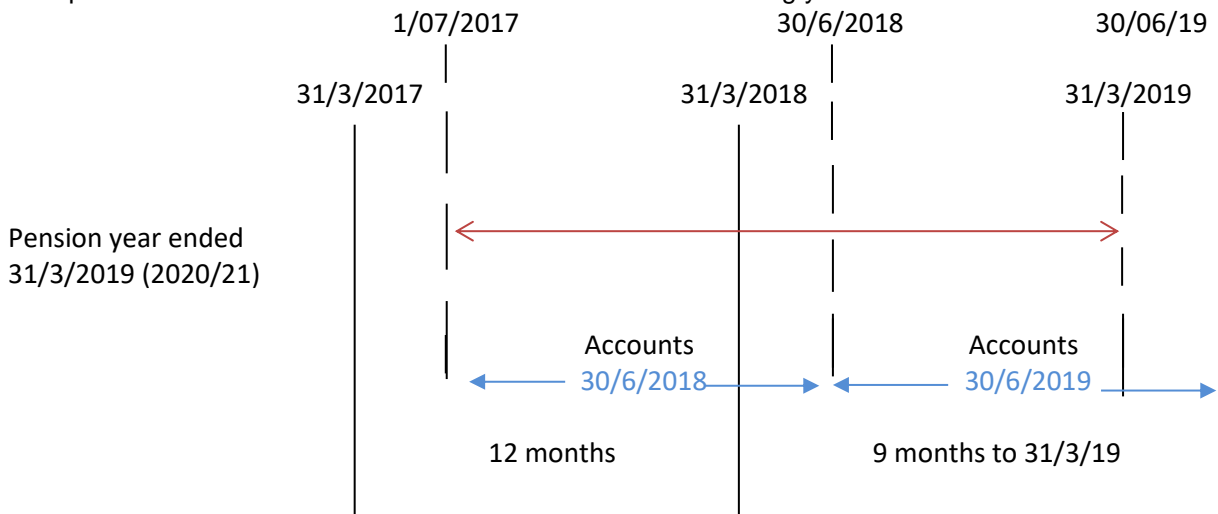 1/07/2017 30/6/2018 30/06/19
31/3/2017 31/3/2018 31/3/2019
Pension year ended
31/3/2019 (2020/21)
Accounts Accounts
30/6/2018 30/6/2019
12 months 9 months to 31/3/19